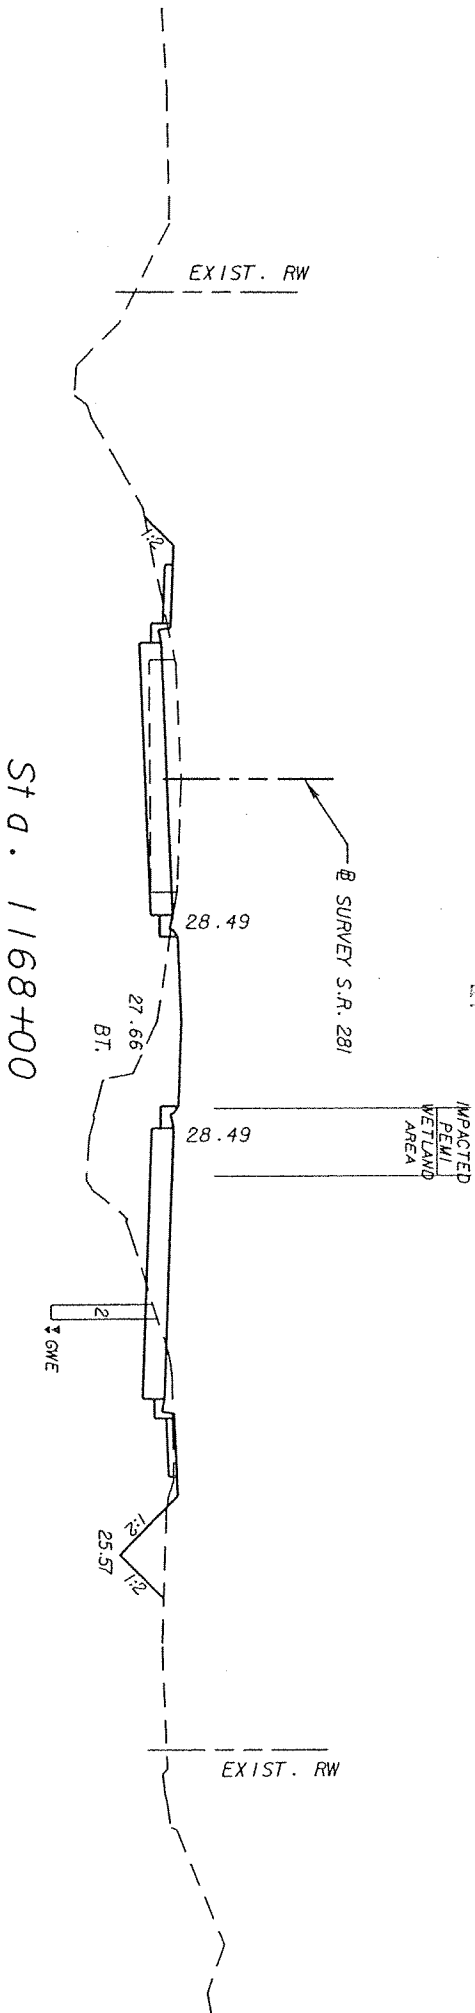 EXIST. RW
1:2
℄ SURVEY S.R. 281
28.49
27.66
BT.
Sta. 1168+00
28.49
IMPACTED
PEMI
WETLAND
AREA
2
GWE
1:2
25.57
1:2
EXIST. RW